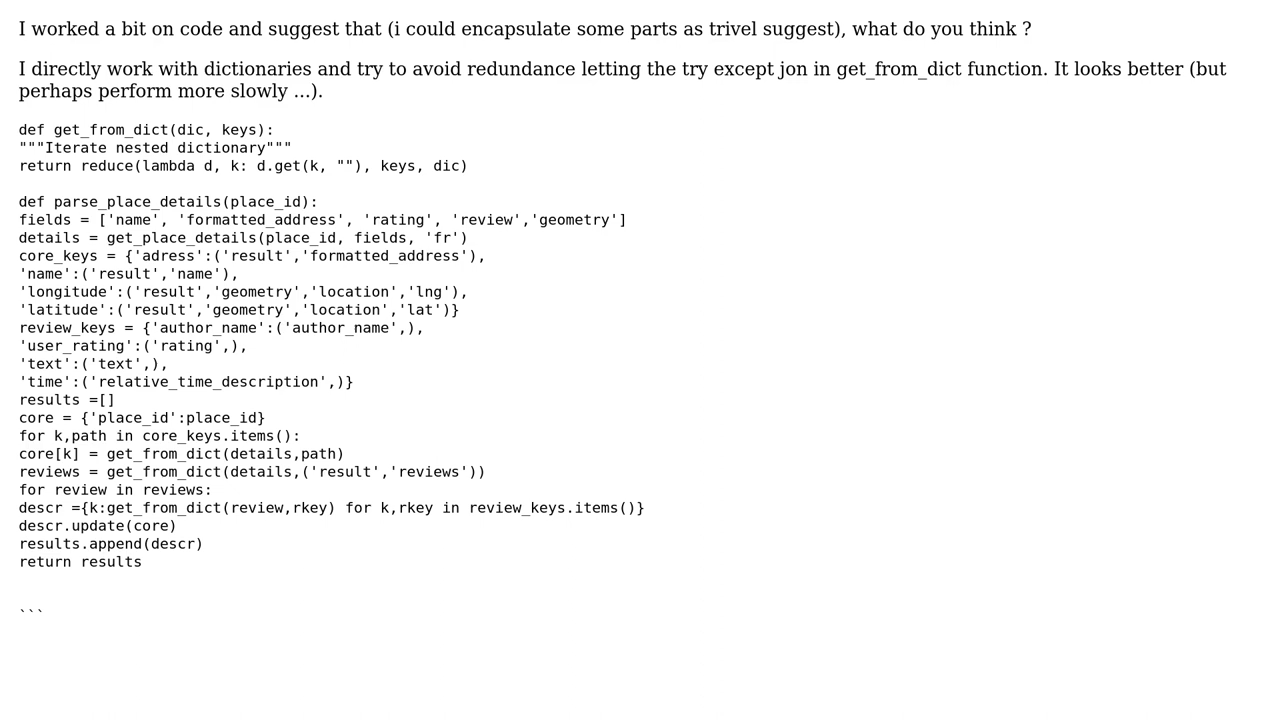 I worked a bit on code and suggest that (i could encapsulate some parts as trivel suggest), what do you think ?
I directly work with dictionaries and try to avoid redundance letting the try except jon in get_from_dict function. It looks better (but
perhaps perform more slowly ...).
def get_from_dict(dic, keys):
"""Iterate nested dictionary"""
return reduce(lambda d, k: d.get(k, ""), keys, dic)
def parse_place_details(place_id):
fields = ['name', 'formatted_address', 'rating', 'review','geometry']
details = get_place_details(place_id, fields, 'fr')
core_keys = {'adress':('result','formatted_address'),
'name':('result','name'),
'longitude':('result','geometry','location','lng'),
'latitude':('result','geometry','location','lat')}
review_keys = {'author_name':('author_name',),
'user_rating':('rating',),
'text':('text',),
'time':('relative_time_description',)}
results =[]
core = {'place_id':place_id}
for k,path in core_keys.items():
core[k] = get_from_dict(details,path)
reviews = get_from_dict(details,('result','reviews'))
for review in reviews:
descr ={k:get_from_dict(review,rkey) for k,rkey in review_keys.items()}
descr.update(core)
results.append(descr)
return results
```